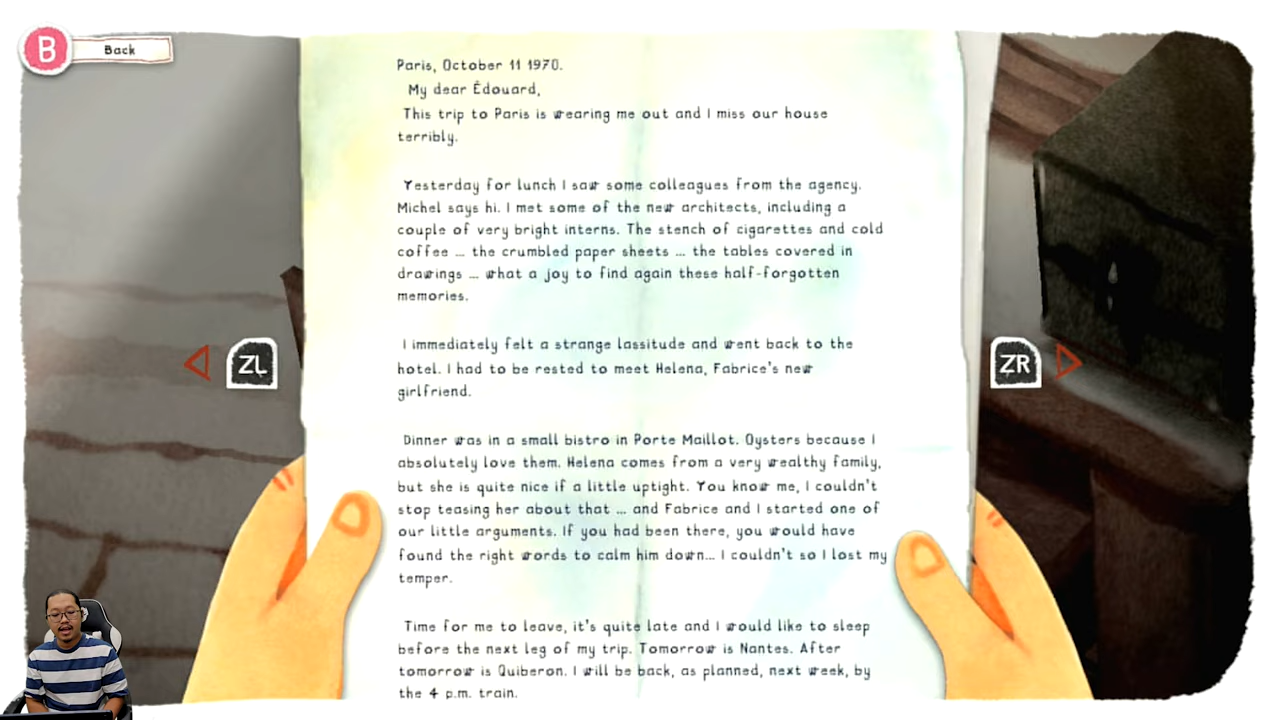 B Back
Paris, October 11 1970.
My dear Édouard,
This trip to Paris is wearing me out and I miss our house
terribly.
Yesterday for lunch I saw some colleagues from the agency.
Michel says hi. I met some of the new architects, including a
couple of very bright interns. The stench of cigarettes and cold
coffee ... the crumbled paper sheets ... the tables covered in
drawings ... what a joy to find again these half-forgotten
memories.
I immediately felt a strange lassitude and went back to the
hotel. I had to be rested to meet Helena, Fabrice's new
girlfriend.
Dinner was in a small bistro in Porte Maillot. Oysters because I
absolutely love them. Helena comes from a very wealthy family,
but she is quite nice if a little uptight. You know me, I couldn't
stop teasing her about that ... and Fabrice and I started one of
our little arguments. If you had been there, you would have
found the right words to calm him down... I couldn't so I lost my
temper.
Time for me to leave, it's quite late and I would like to sleep
before the next leg of my trip. Tomorrow is Nantes. After
tomorrow is Quiberon. I will be back, as planned, next week, by
the 4 p.m. train.
ZL
ZR